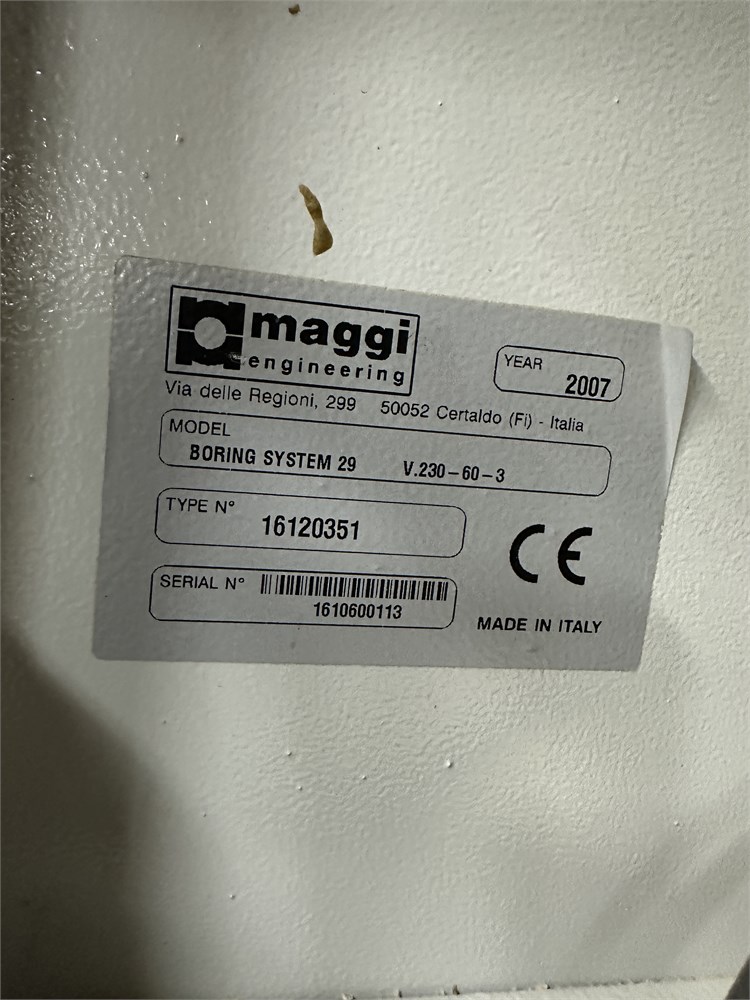 maggi
engineering
YEAR
2007
Via delle Regioni, 299 50052 Certaldo (Fi) - Italia
MODEL
BORING SYSTEM 29 V.230-60-3
TYPE N°
16120351
SERIAL N°
1610600113
CE
MADE IN ITALY